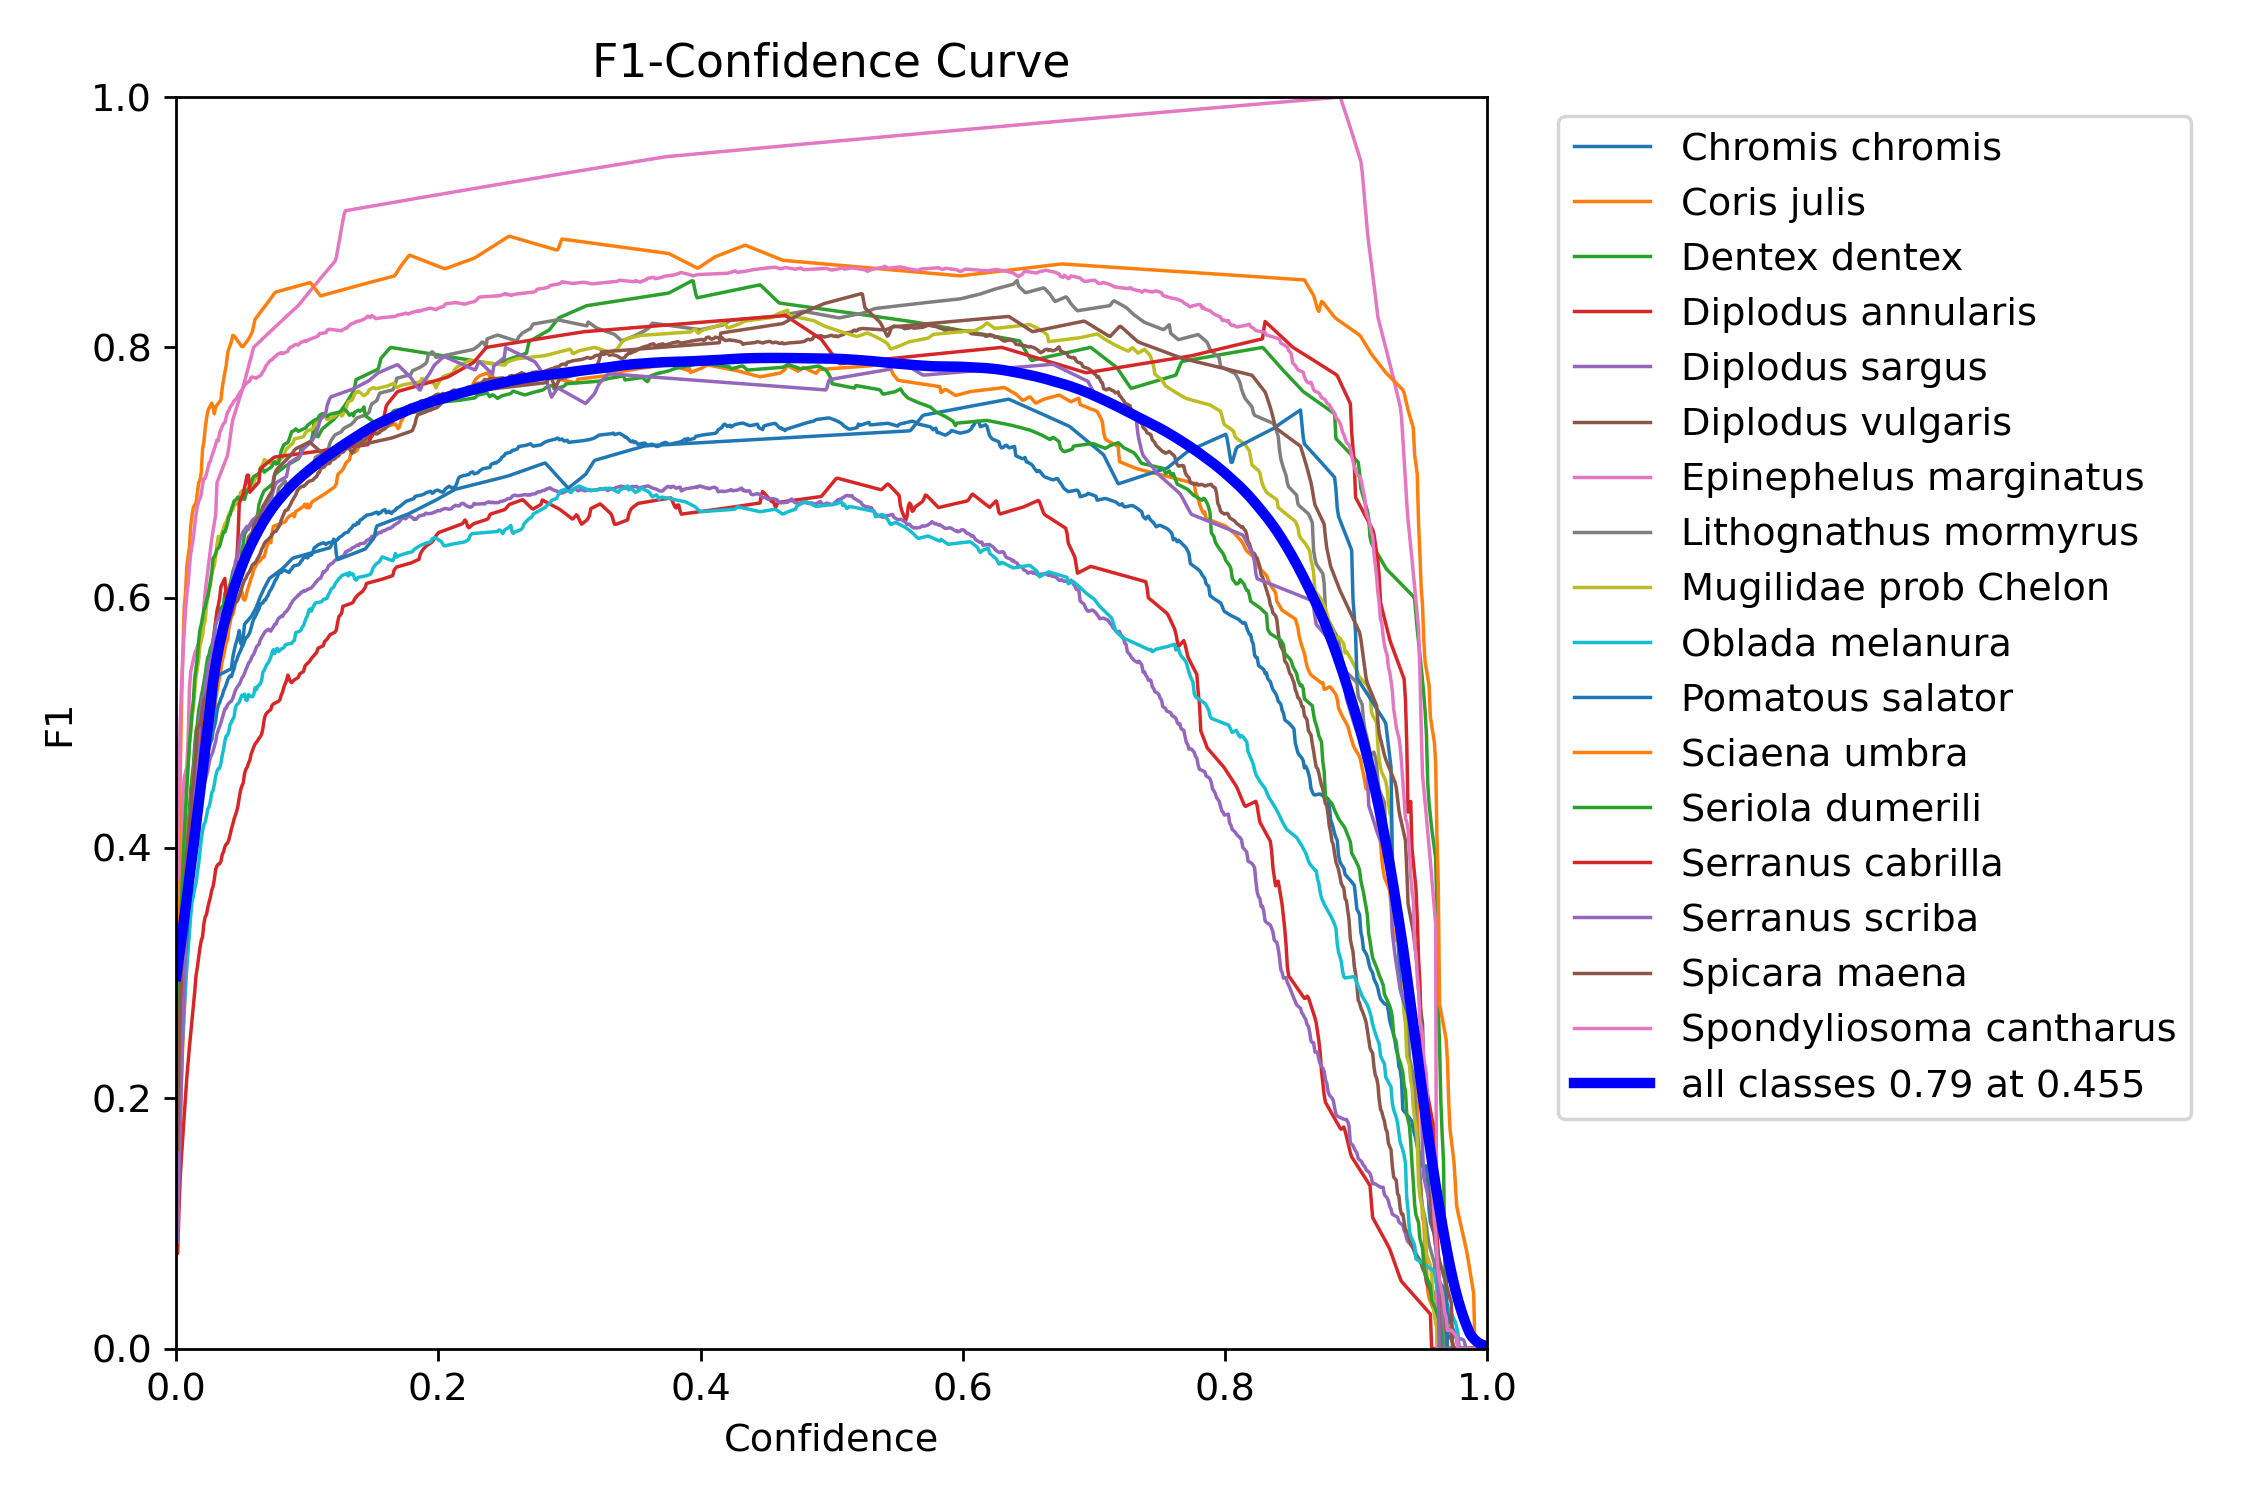 F1-Confidence Curve
1.0
0.8
0.6
0.4
0.2
0.0
F1
0.0 0.2 0.4 0.6 0.8 1.0
Confidence
Chromis chromis
Coris julis
Dentex dentex
Diplodus annularis
Diplodus sargus
Diplodus vulgaris
Epinephelus marginatus
Lithognathus mormyrus
Mugilidae prob Chelon
Oblada melanura
Pomatous salator
Sciaena umbra
Seriola dumerili
Serranus cabrilla
Serranus scriba
Spicara maena
Spondyliosoma cantharus
all classes 0.79 at 0.455